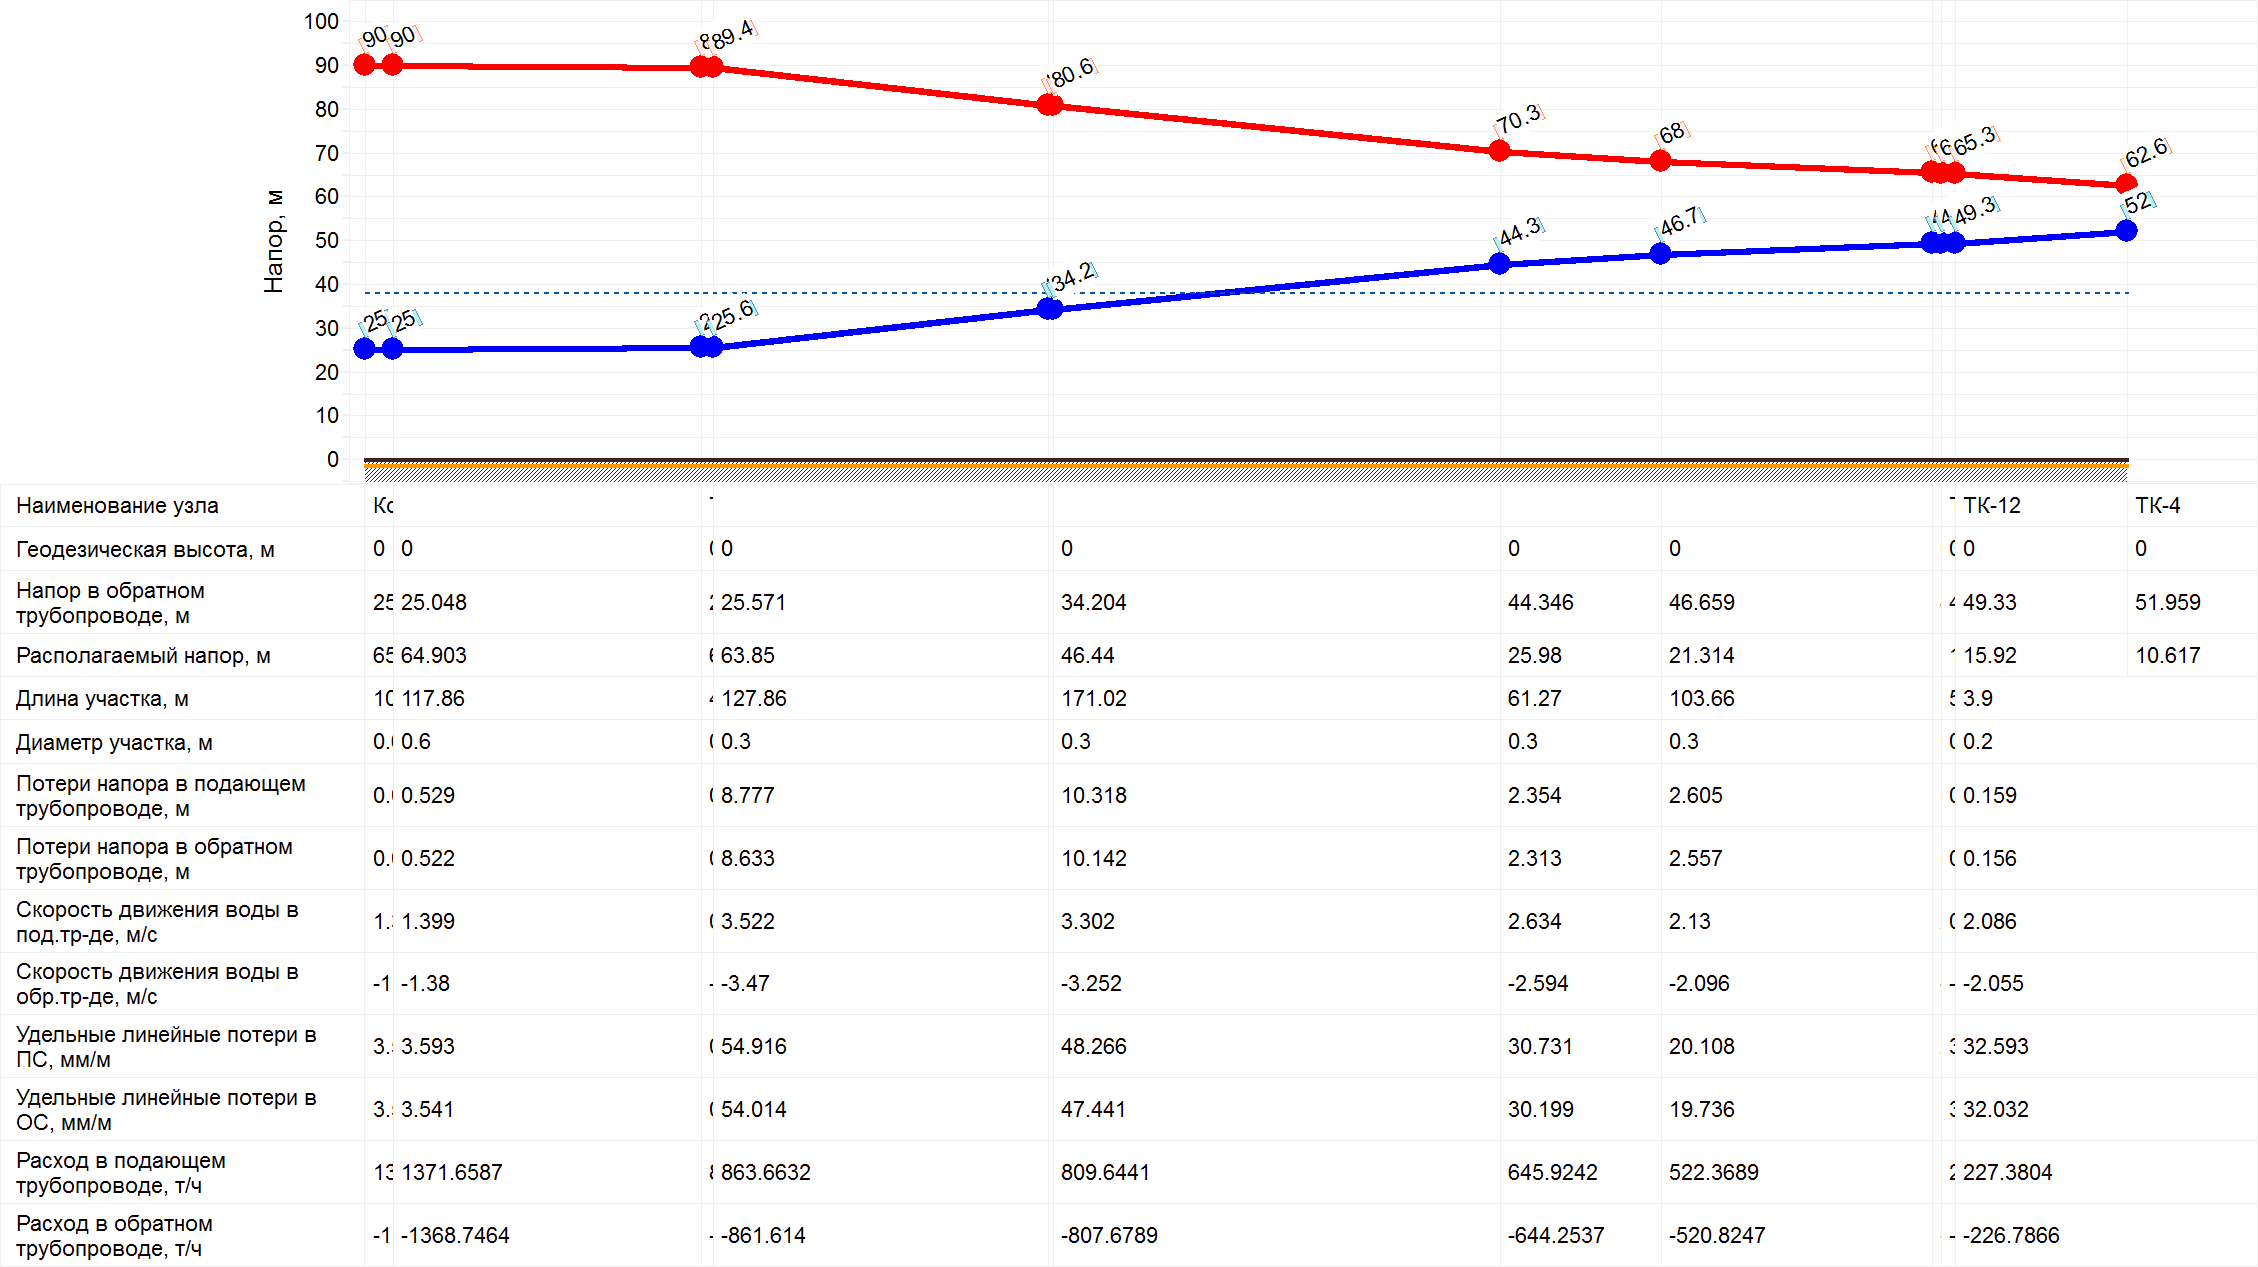 100
90
80
70
60
50
40
30
20
10
0
Напор, м
90 90 89.4 80.6 70.3 68 65.3 62.6
25 25 25.6 34.2 44.3 46.7 49.3 52
Наименование узла ТК-12 ТК-4
Геодезическая высота, м 0 0 0 0 0 0 0 0
Напор в обратном
трубопроводе, м
25.048 25.571 34.204 44.346 46.659 49.33 51.959
Располагаемый напор, м 64.903 63.85 46.44 25.98 21.314 15.92 10.617
Длина участка, м 117.86 127.86 171.02 61.27 103.66 3.9
Диаметр участка, м 0.6 0.3 0.3 0.3 0.3 0.2
Потери напора в подающем
трубопроводе, м
0.529 8.777 10.318 2.354 2.605 0.159
Потери напора в обратном
трубопроводе, м
0.522 8.633 10.142 2.313 2.557 0.156
Скорость движения воды в
под.тр-де, м/с
1.399 3.522 3.302 2.634 2.13 2.086
Скорость движения воды в
обр.тр-де, м/с
-1.38 -3.47 -3.252 -2.594 -2.096 -2.055
Удельные линейные потери в
ПС, мм/м
3.593 54.916 48.266 30.731 20.108 32.593
Удельные линейные потери в
ОС, мм/м
3.541 54.014 47.441 30.199 19.736 32.032
Расход в подающем
трубопроводе, т/ч
1371.6587 863.6632 809.6441 645.9242 522.3689 227.3804
Расход в обратном
трубопроводе, т/ч
-1368.7464 -861.614 -807.6789 -644.2537 -520.8247 -226.7866